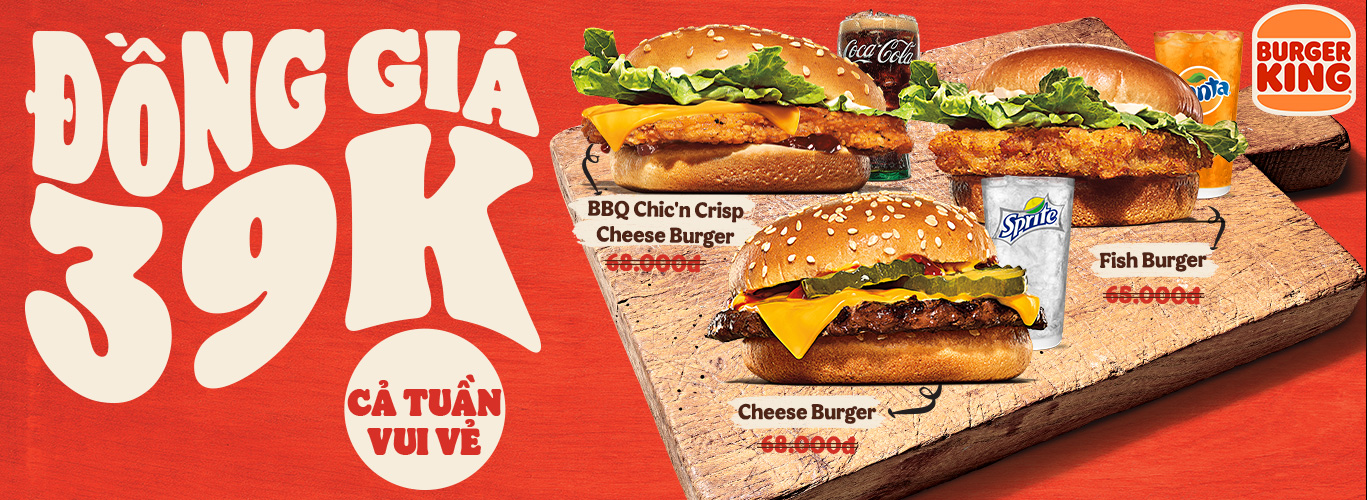 ĐỒNG GIÁ
39K
CẢ TUẦN
VUI VẺ
BBQ Chic'n Crisp
Cheese Burger
68.000đ
Coca-Cola
Fanta
BURGER
KING
Sprite
Fish Burger
65.000đ
Cheese Burger
68.000đ